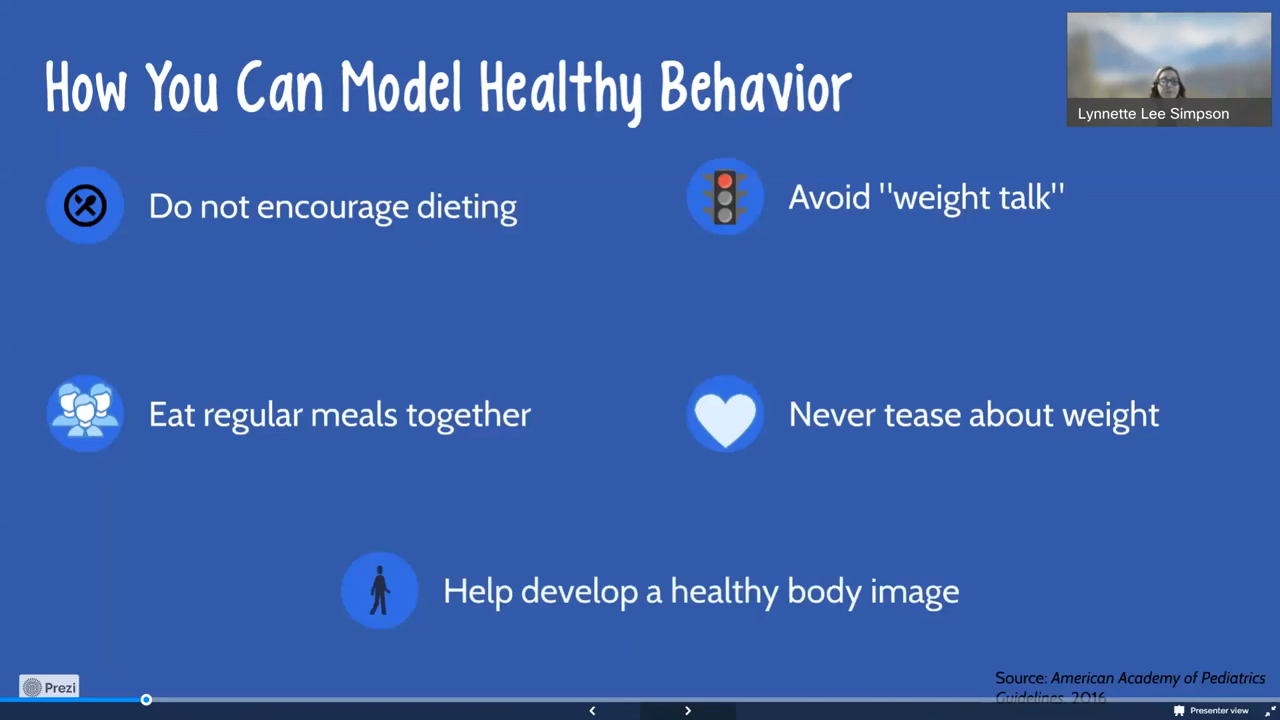 How You Can Model Healthy Behavior
Lynnette Lee Simpson
Do not encourage dieting
Avoid "weight talk"
Eat regular meals together
Never tease about weight
Help develop a healthy body image
Source: American Academy of Pediatrics
Guidelines, 2016
Prezi
Presenter view